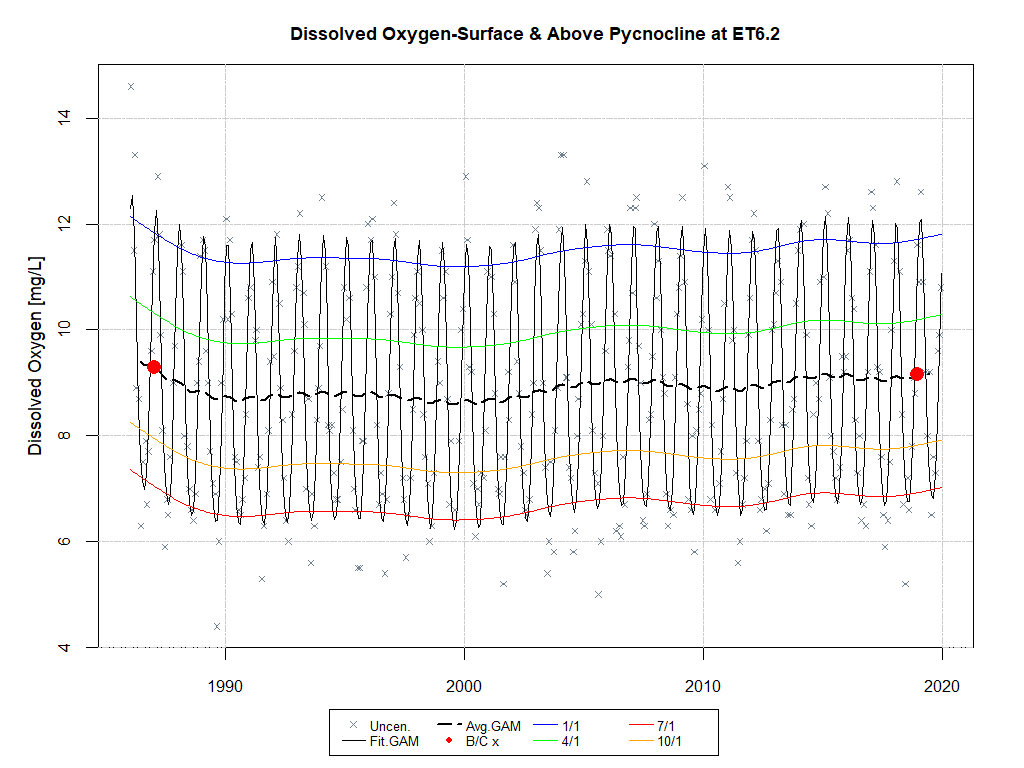 Dissolved Oxygen-Surface & Above Pycnocline at ET6.2
Dissolved Oxygen [mg/L]
14
12
10
8
6
4
1990 2000 2010 2020
Uncen. Avg.GAM 1/1 7/1
Fit.GAM B/C x 4/1 10/1